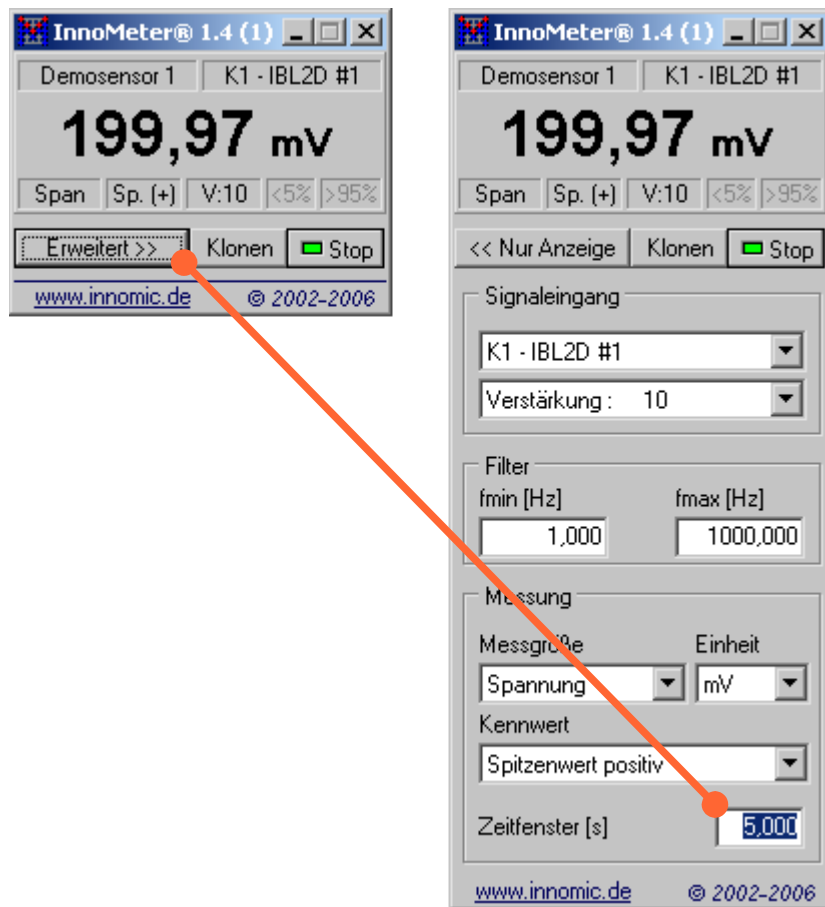 InnoMeter® 1.4 (1)
Demosensor 1 K1 - IBL2D #1
199,97 mV
Span Sp. (+) V:10 <5% >95%
Erweitert >> Klonen Stop
www.innomic.de © 2002-2006
InnoMeter® 1.4 (1)
Demosensor 1 K1 - IBL2D #1
199,97 mV
Span Sp. (+) V:10 <5% >95%
<< Nur Anzeige Klonen Stop
Signaleingang
K1 - IBL2D #1
Verstärkung : 10
Filter
fmin [Hz] fmax [Hz]
1,000 1000,000
Messung
Messgröße Einheit
Spannung mV
Kennwert
Spitzenwert positiv
Zeitfenster [s] 5,000
www.innomic.de © 2002-2006